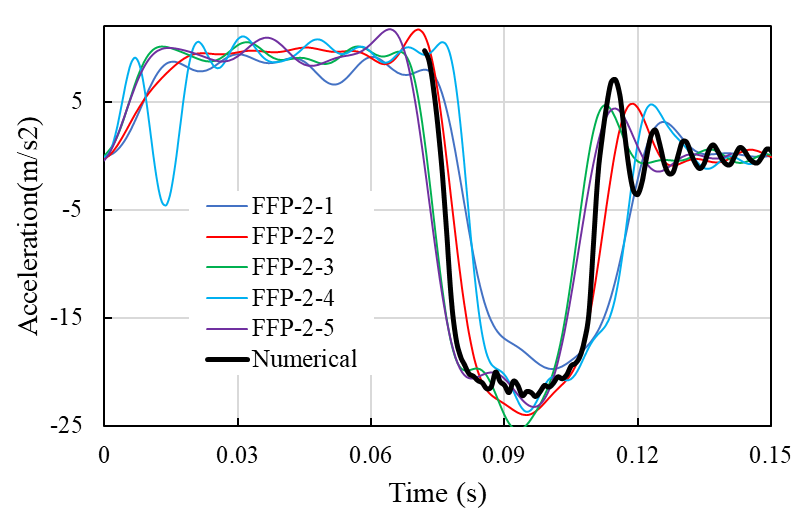 5
-5
-15
-25
Acceleration(m/s2)
FFP-2-1
FFP-2-2
FFP-2-3
FFP-2-4
FFP-2-5
Numerical
0 0.03 0.06 0.09 0.12 0.15
Time (s)